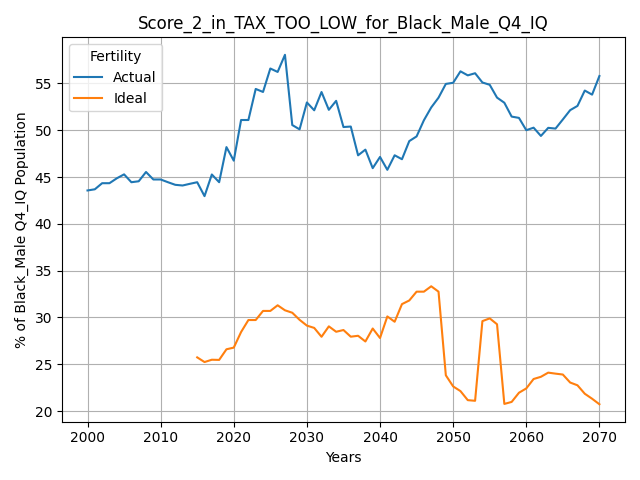 Score_2_in_TAX_TOO_LOW_for_Black_Male_Q4_IQ
Fertility
Actual
Ideal
% of Black_Male Q4_IQ Population
55
50
45
40
35
30
25
20
2000 2010 2020 2030 2040 2050 2060 2070
Years